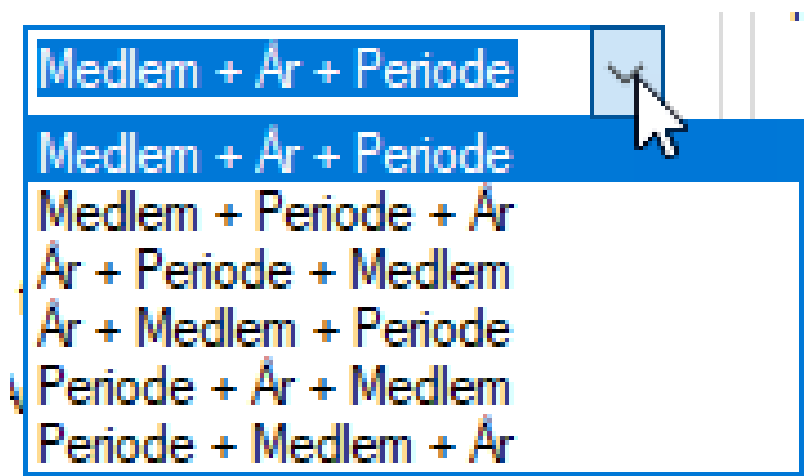 Medlem + År + Periode
Medlem + År + Periode
Medlem + Periode + År
År + Periode + Medlem
År + Medlem + Periode
Periode + År + Medlem
Periode + Medlem + År